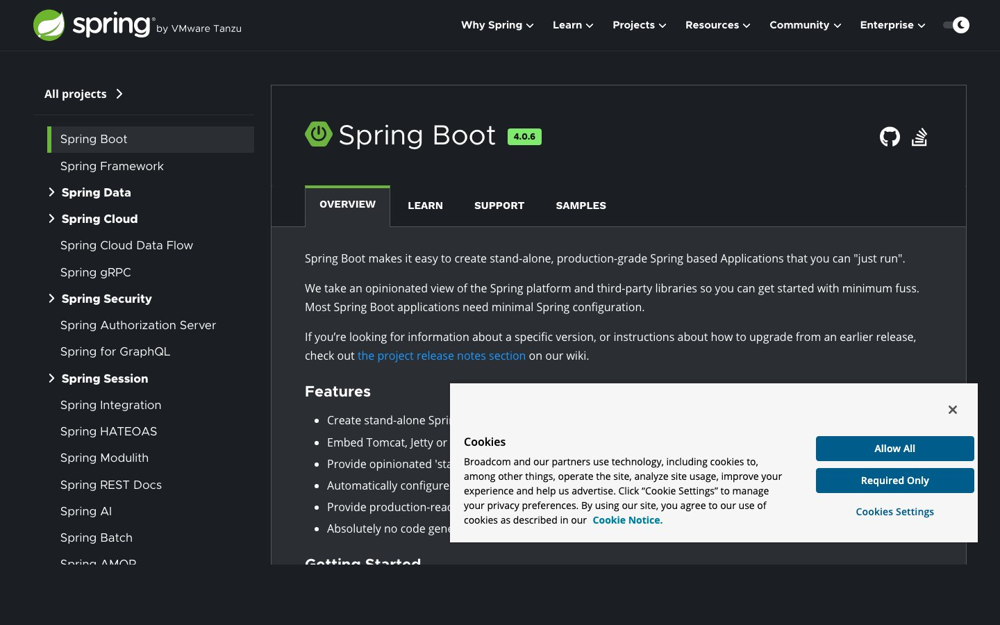 spring by VMware Tanzu
Why Spring
Learn
Projects
Resources
Community
Enterprise
All projects
Spring Boot
Spring Framework
Spring Data
Spring Cloud
Spring Cloud Data Flow
Spring gRPC
Spring Security
Spring Authorization Server
Spring for GraphQL
Spring Session
Spring Integration
Spring HATEOAS
Spring Modulith
Spring REST Docs
Spring AI
Spring Batch
Spring AMQP
Spring Boot 4.0.6
OVERVIEW
LEARN
SUPPORT
SAMPLES
Spring Boot makes it easy to create stand-alone, production-grade Spring based Applications that you can "just run".
We take an opinionated view of the Spring platform and third-party libraries so you can get started with minimum fuss.
Most Spring Boot applications need minimal Spring configuration.
If you’re looking for information about a specific version, or instructions about how to upgrade from an earlier release,
check out the project release notes section on our wiki.
Features
Create stand-alone Spri
Embed Tomcat, Jetty or
Provide opinionated 'sta
Automatically configure
Provide production-read
Absolutely no code gene
Getting Started
Cookies
Broadcom and our partners use technology, including cookies to,
among other things, operate the site, analyze site usage, improve your
experience and help us advertise. Click “Cookie Settings” to manage
your privacy preferences. By using our site, you agree to our use of
cookies as described in our Cookie Notice.
Allow All
Required Only
Cookies Settings